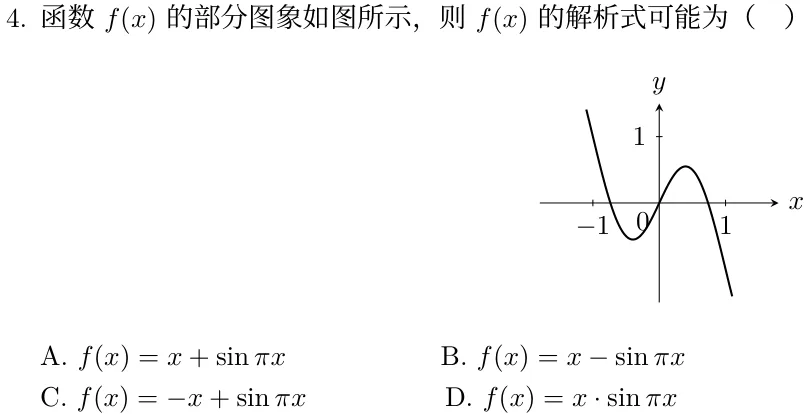 4. 函数 f(x) 的部分图象如图所示，则 f(x) 的解析式可能为（　）
y
1
x
−1
0
1
A. f(x) = x + sin πx
B. f(x) = x − sin πx
C. f(x) = −x + sin πx
D. f(x) = x · sin πx